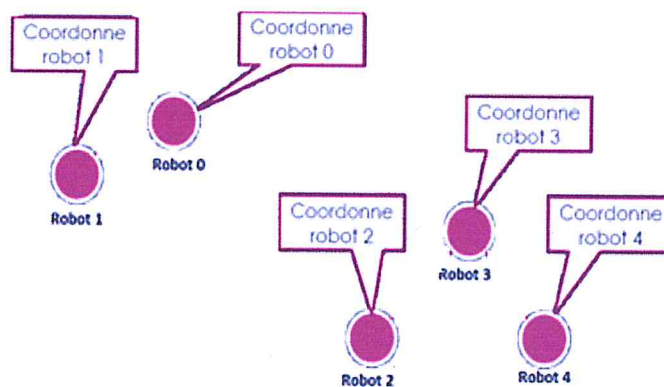 Coordonne
robot 1
Coordonne
robot 0
Robot 0
Robot 1
Coordonne
robot 3
Coordonne
robot 2
Coordonne
robot 4
Robot 3
Robot 2
Robot 4